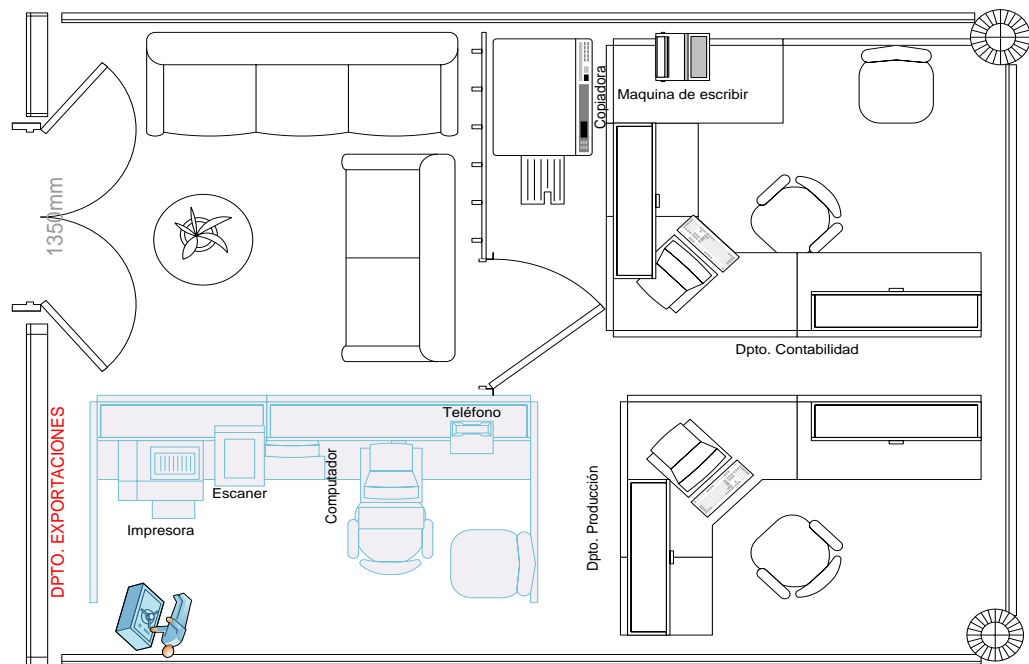 Copiadora
Maquina de escribir
1350mm
Dpto. Contabilidad
DPTO. EXPORTACIONES
Teléfono
Computador
Escaner
Impresora
Dpto. Producción